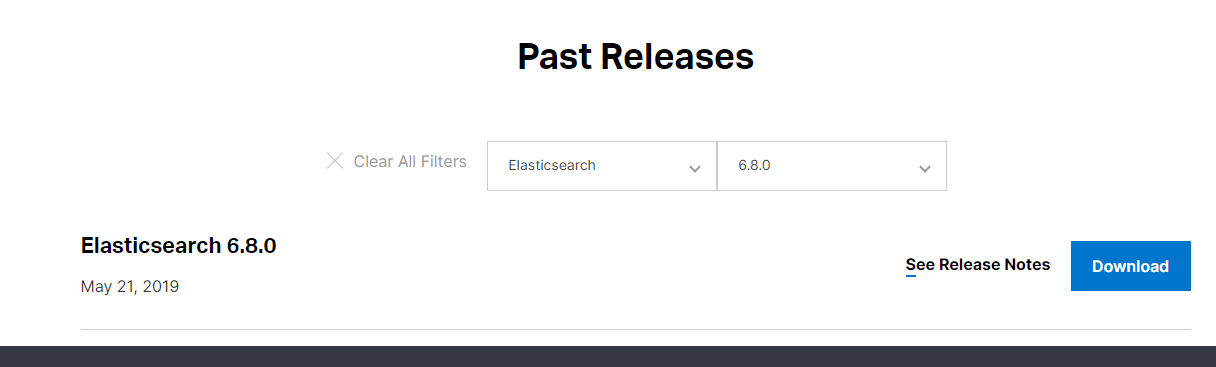 Past Releases
Clear All Filters
Elasticsearch
6.8.0
Elasticsearch 6.8.0
May 21, 2019
See Release Notes
Download